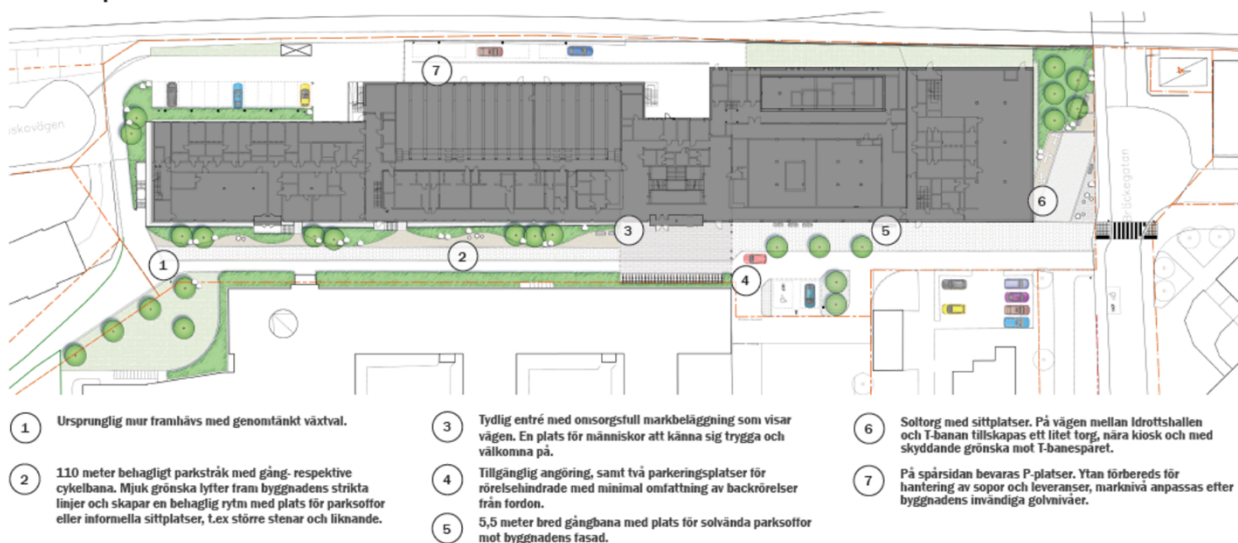 7
skovägen
Bräckegatan
6
3
5
2
1
4
1
Ursprunglig mur framhävs med genomtänkt växtval.
2
110 meter behagligt parkstråk med gång- respektive
cykelbana. Mjuk grönska lyfter fram byggnadens strikta
linjer och skapar en behaglig rytm med plats för parksoffor
eller informella sittplatser, t.ex större stenar och liknande.
3
Tydlig entré med omsorgsfull markbeläggning som visar
vägen. En plats för människor att känna sig trygga och
välkomna på.
4
Tillgänglig angöring, samt två parkeringsplatser för
rörelsehindrade med minimal omfattning av backrörelser
från fordon.
5
5,5 meter bred gångbana med plats för solvända parksoffor
mot byggnadens fasad.
6
Soltorg med sittplatser. På vägen mellan Idrottshallen
och T-banan tillskapas ett litet torg, nära kiosk och med
skyddande grönska mot T-banespåret.
7
På spårsidan bevaras P-platser. Ytan förbereds för
hantering av sopor och leveranser, marknivå anpassas efter
byggnadens invändiga golvnivåer.